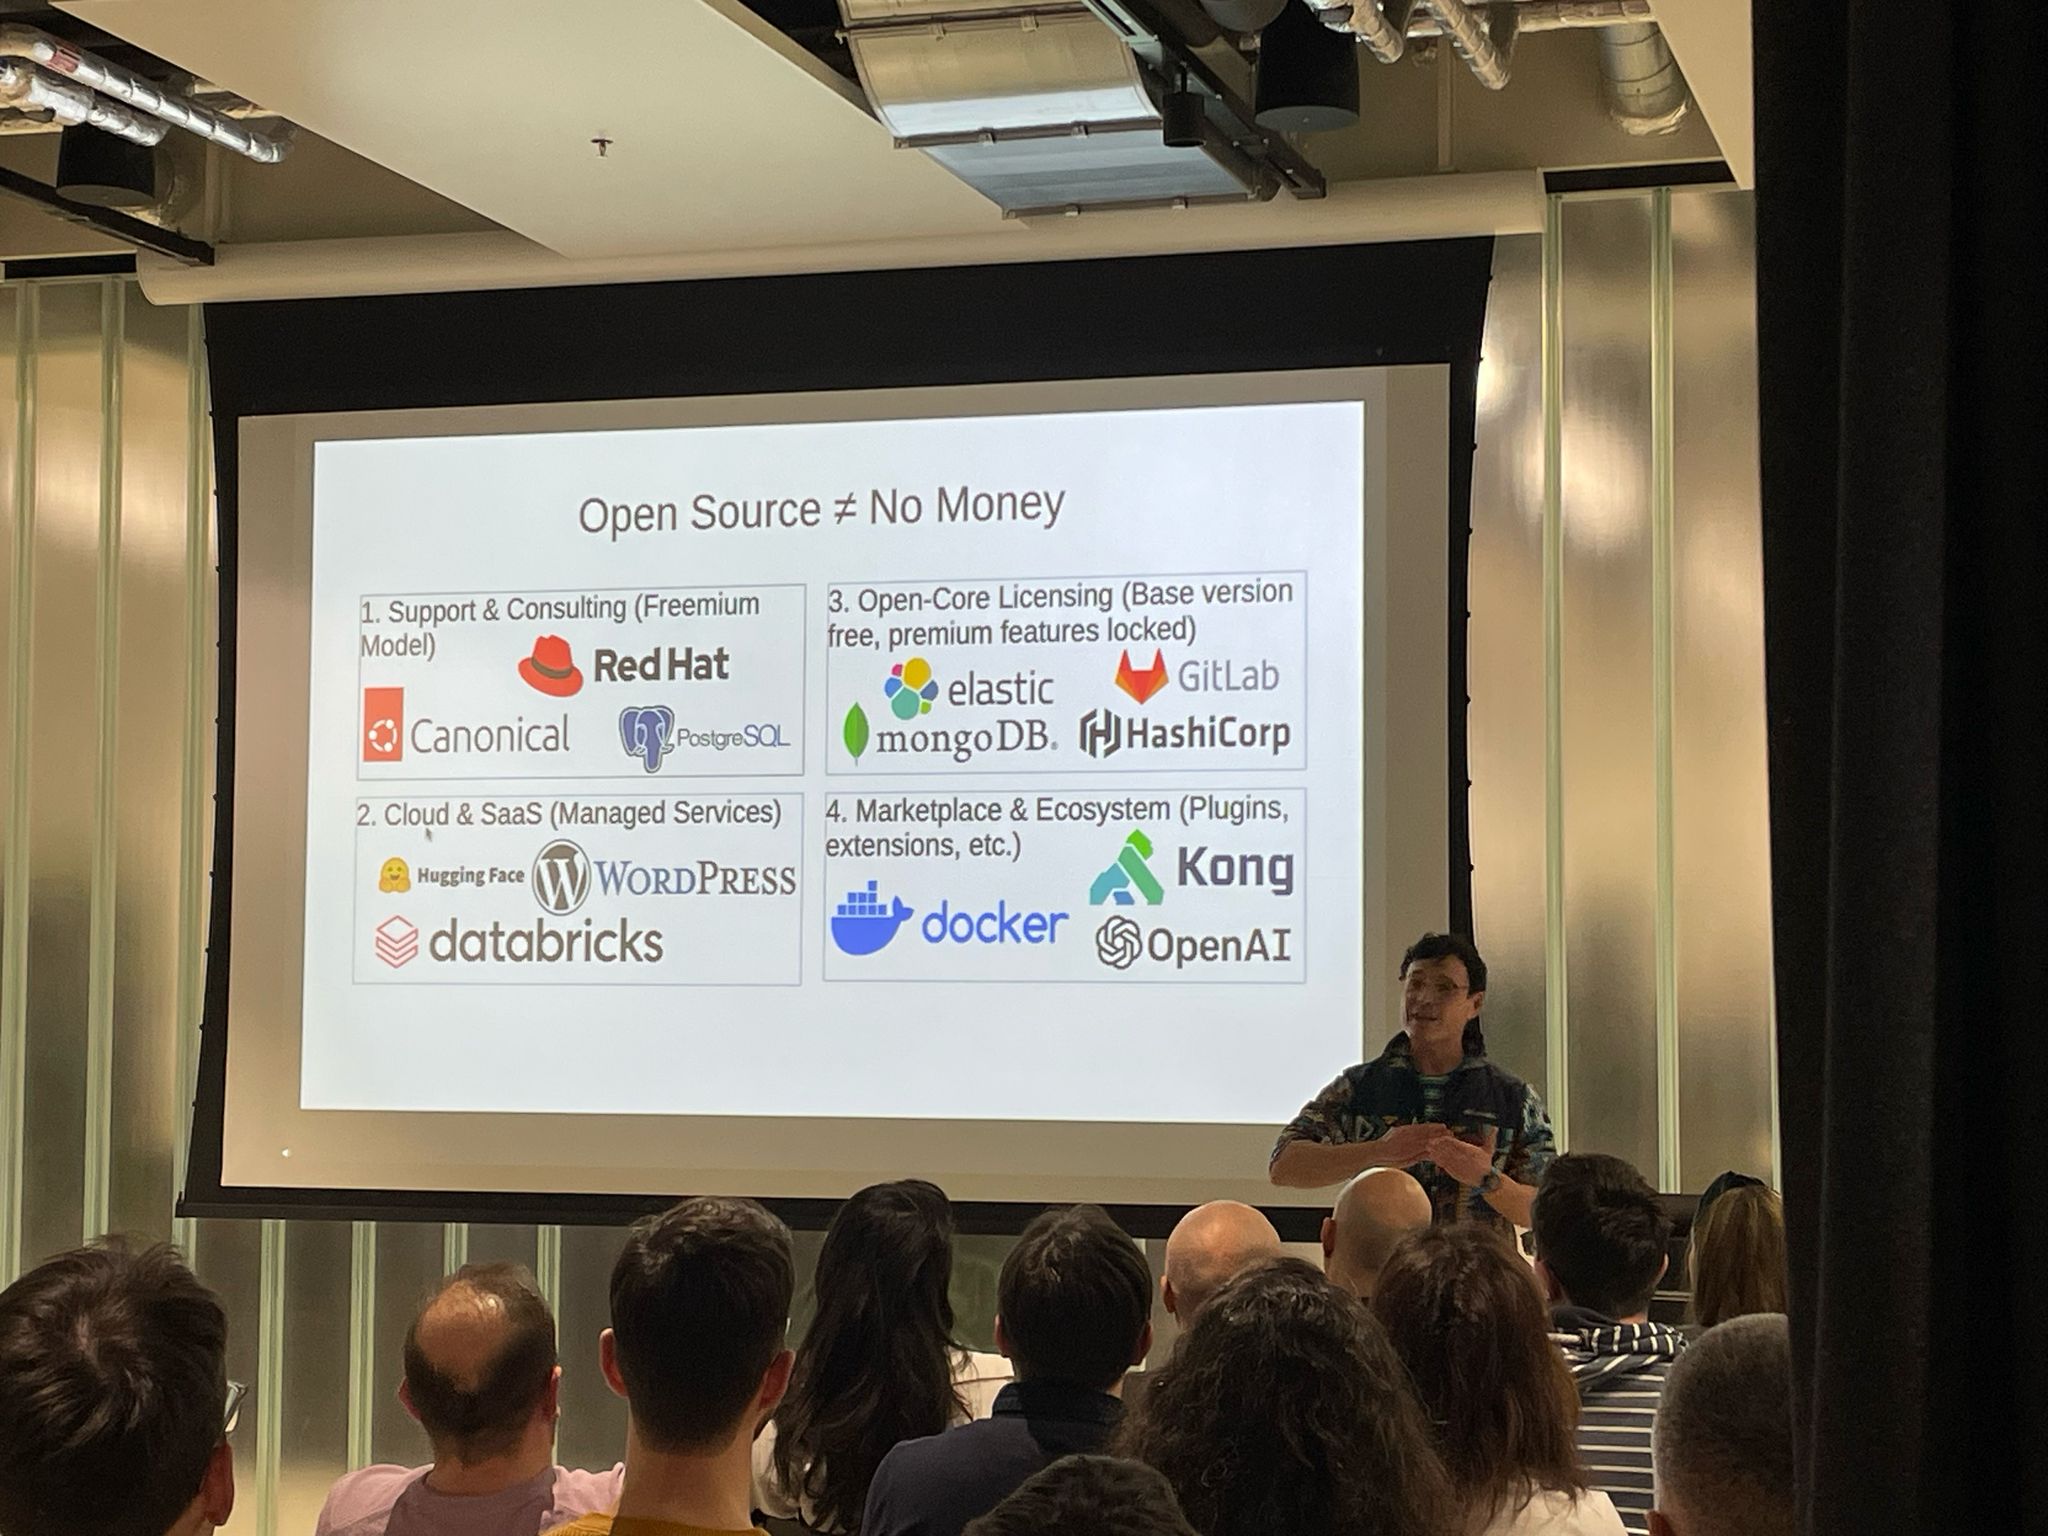 Open Source ≠ No Money
1. Support & Consulting (Freemium
Model)
Red Hat
Canonical
PostgreSQL
3. Open-Core Licensing (Base version
free, premium features locked)
elastic
GitLab
mongoDB.
HashiCorp
2. Cloud & SaaS (Managed Services)
Hugging Face
WORDPRESS
databricks
4. Marketplace & Ecosystem (Plugins,
extensions, etc.)
Kong
docker
OpenAI